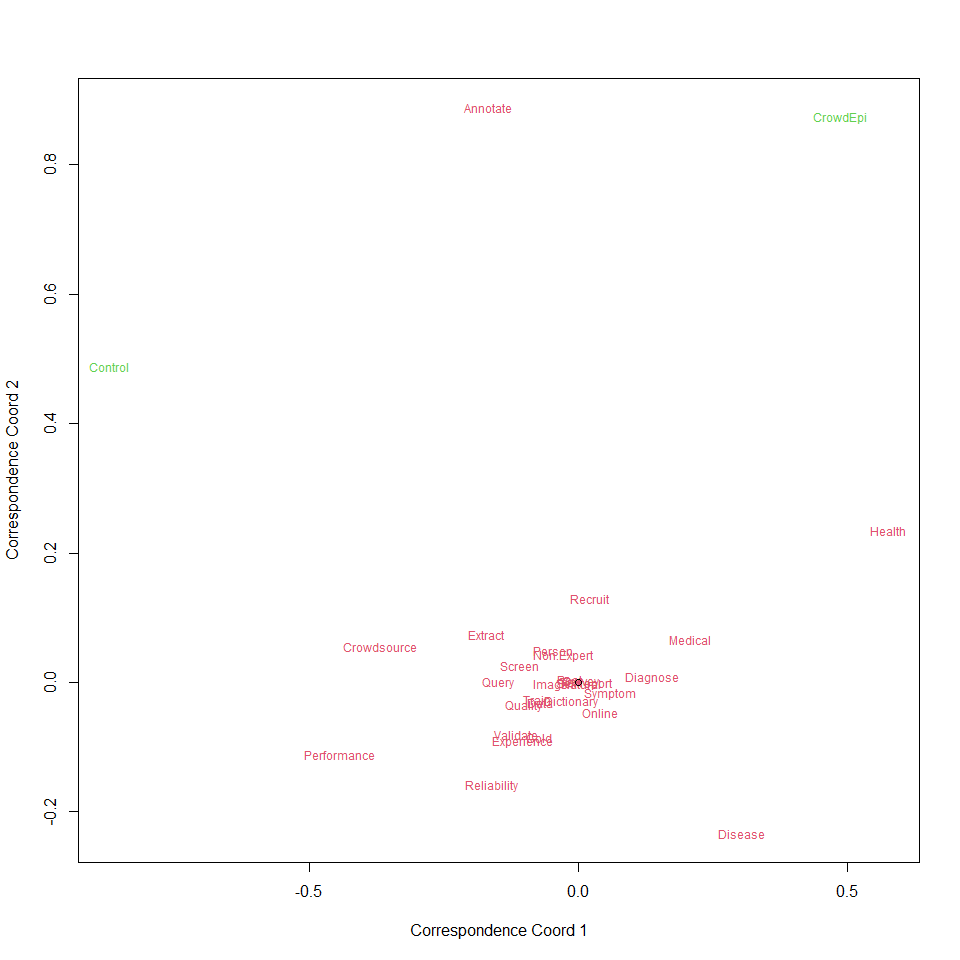 Annotate
CrowdEpi
0.8
0.6
Control
0.4
Correspondence Coord 2
Health
0.2
Recruit
Extract
Medical
Crowdsource
Person
Non.Expert
Screen
Diagnose
0.0
Query
Symptom
Dictionary
Quality
Online
Validate
Gold
Experience
Performance
Reliability
-0.2
Disease
-0.5
0.0
0.5
Correspondence Coord 1